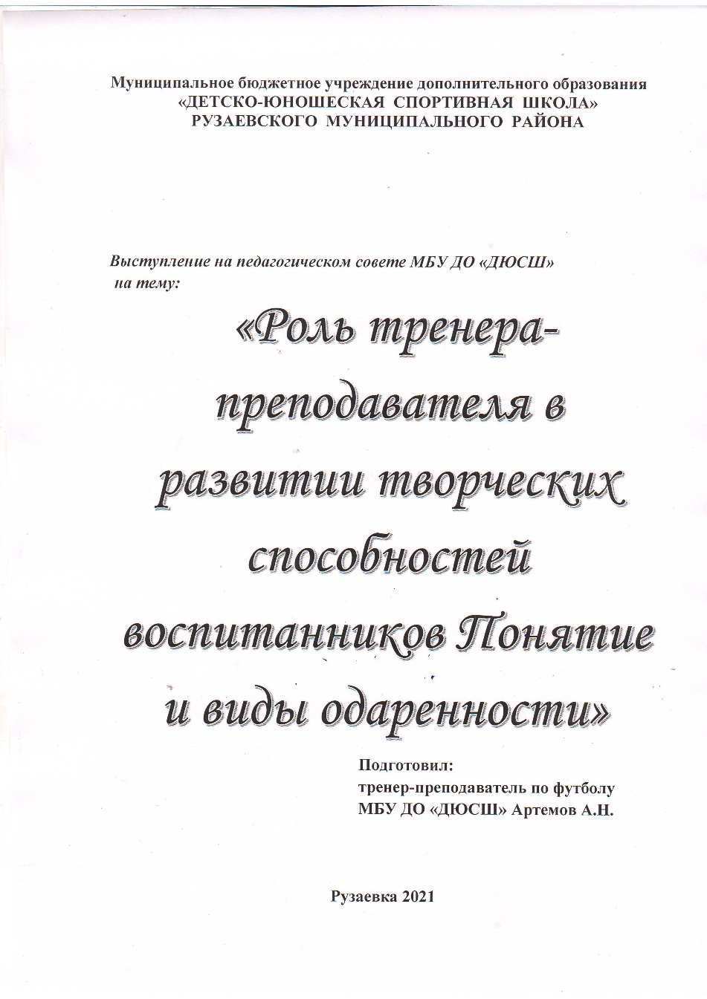 Муниципальное бюджетное учреждение дополнительного образования
«ДЕТСКО-ЮНОШЕСКАЯ СПОРТИВНАЯ ШКОЛА»
РУЗАЕВСКОГО МУНИЦИПАЛЬНОГО РАЙОНА
Выступление на педагогическом совете МБУ ДО «ДЮСШ»
на тему:
«Роль тренера-
преподавателя в
развитии творческих
способностей
воспитанников Понятие
и виды одаренности»
Подготовил:
тренер-преподаватель по футболу
МБУ ДО «ДЮСШ» Артемов А.Н.
Рузаевка 2021